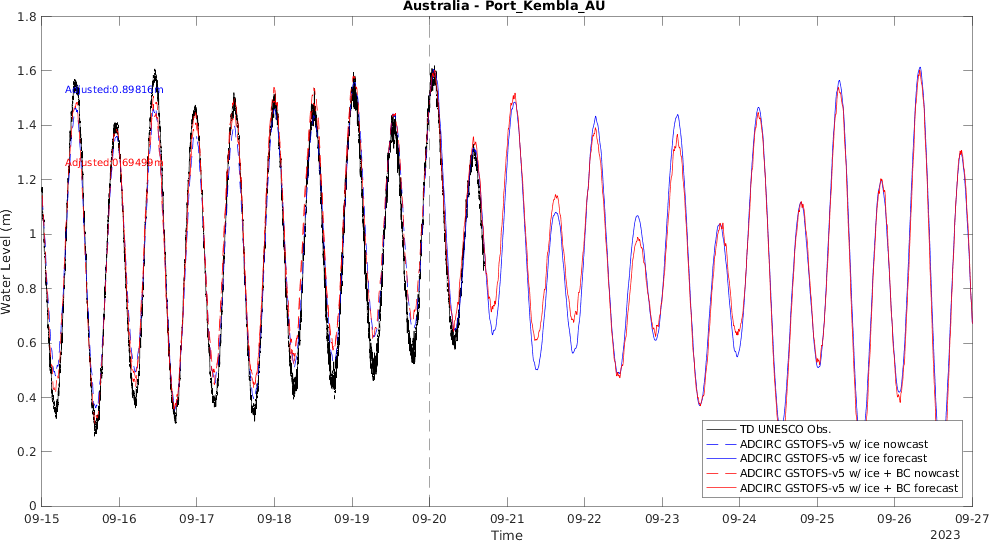 Australia - Port_Kembla_AU
1.8
1.6
1.4
1.2
1
0.8
0.6
0.4
0.2
0
Water Level (m)
Adjusted:0.89816m
Adjusted:0.69499m
TD UNESCO Obs.
ADCIRC GSTOFS-v5 w/ ice nowcast
ADCIRC GSTOFS-v5 w/ ice forecast
ADCIRC GSTOFS-v5 w/ ice + BC nowcast
ADCIRC GSTOFS-v5 w/ ice + BC forecast
09-15 09-16 09-17 09-18 09-19 09-20 09-21 09-22 09-23 09-24 09-25 09-26 09-27
Time
2023